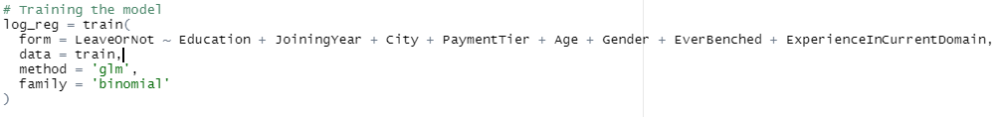 # Training the model
log_reg = train(
  form = LeaveOrNot ~ Education + JoiningYear + City + PaymentTier + Age + Gender + EverBenched + ExperienceInCurrentDomain,
  data = train,
  method = 'glm',
  family = 'binomial'
)